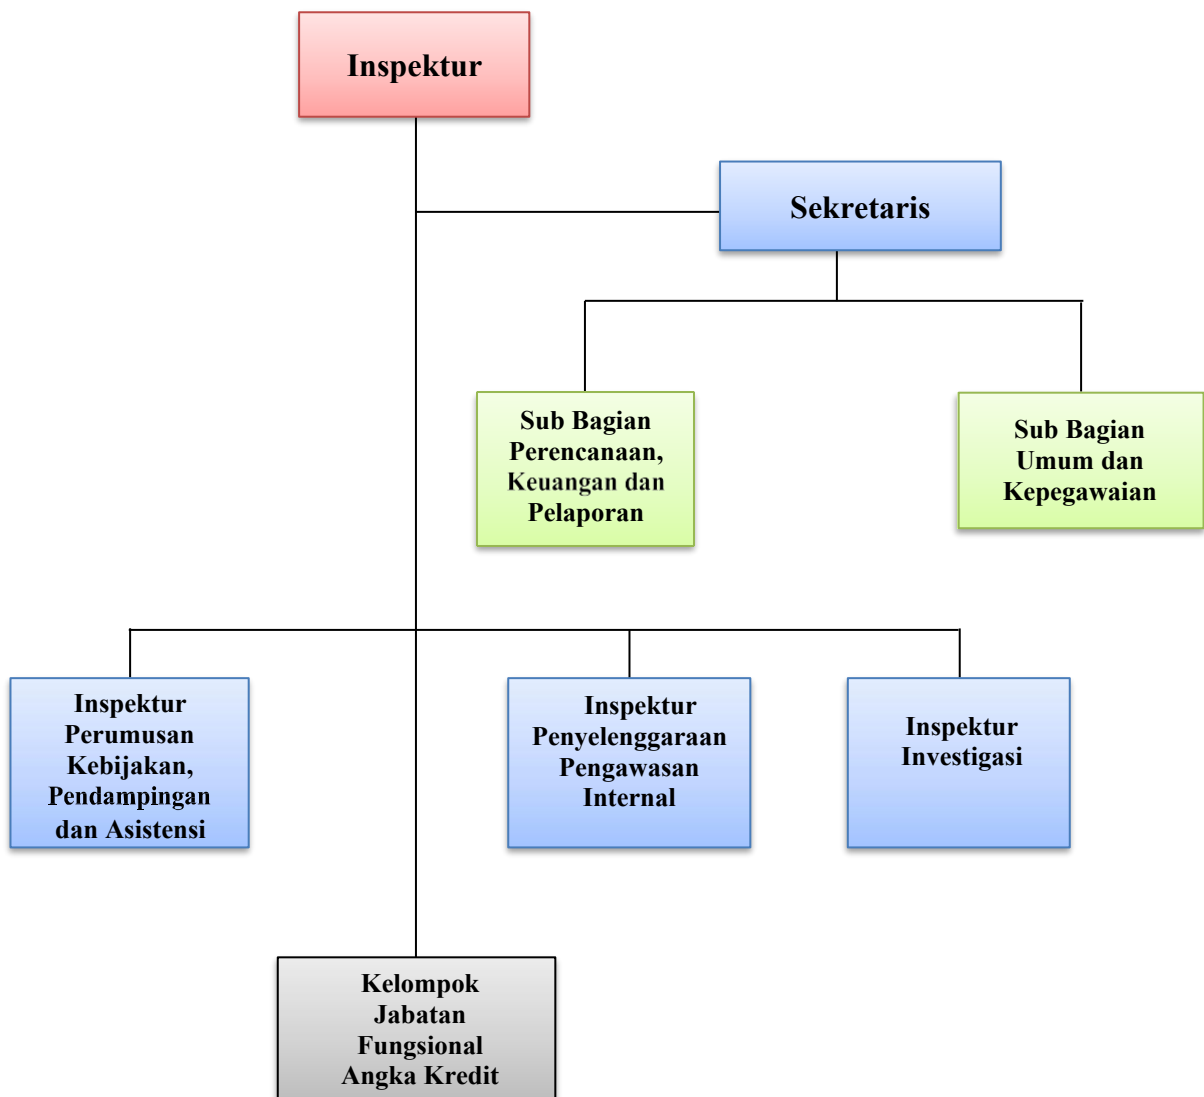 Inspektur
Sekretaris
Sub Bagian
Perencanaan,
Keuangan dan
Pelaporan
Sub Bagian
Umum dan
Kepegawaian
Inspektur
Perumusan
Kebijakan,
Pendampingan
dan Asistensi
Inspektur
Penyelenggaraan
Pengawasan
Internal
Inspektur
Investigasi
Kelompok
Jabatan
Fungsional
Angka Kredit